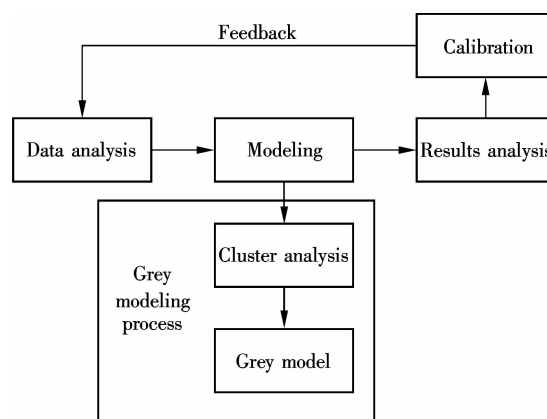 Feedback
Calibration
Data analysis
Modeling
Results analysis
Cluster analysis
Grey
modeling
process
Grey model